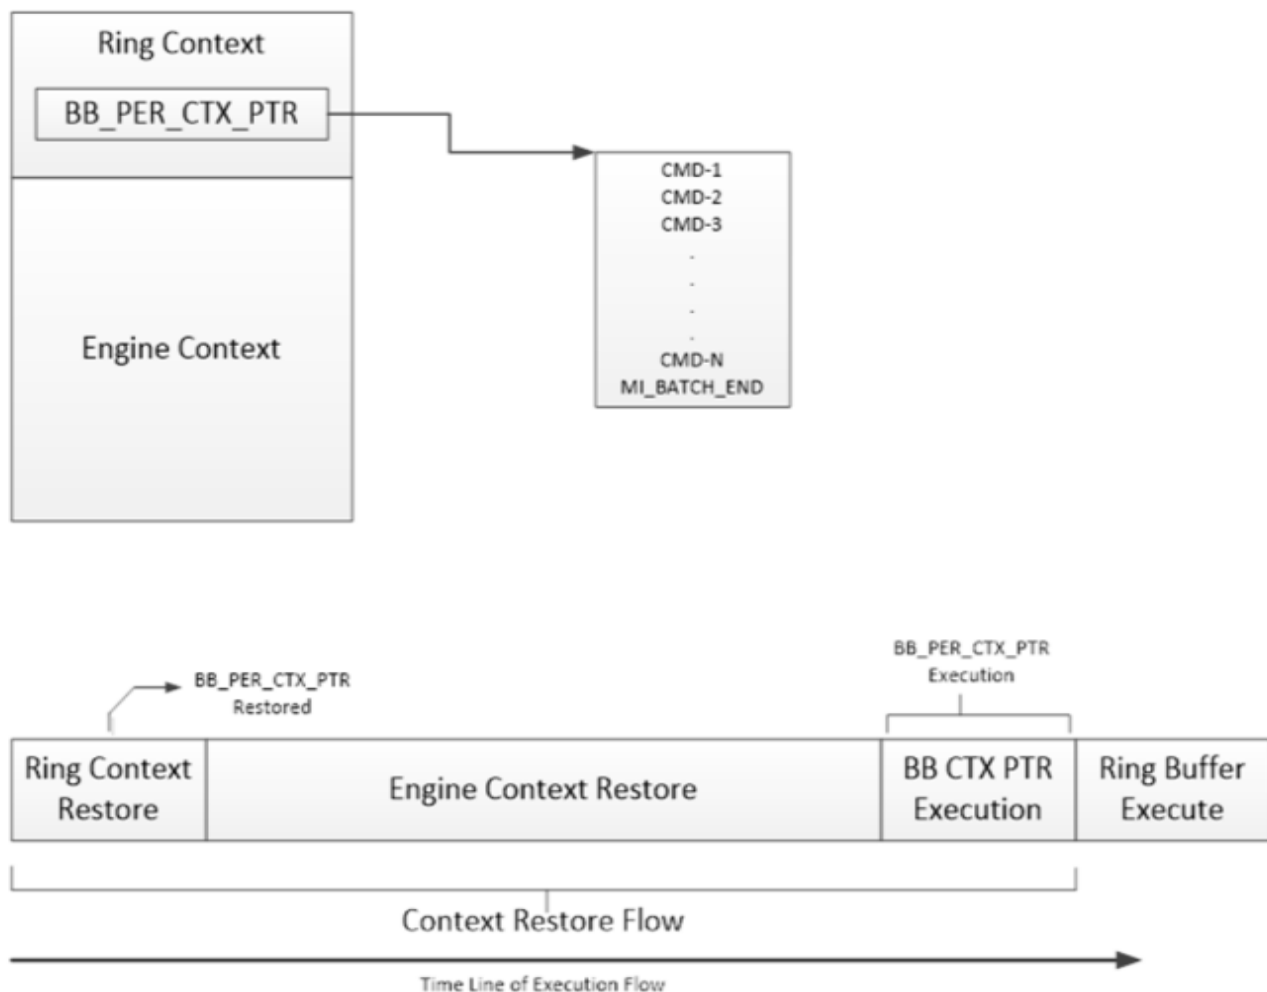 Ring Context
BB_PER_CTX_PTR
CMD-1
CMD-2
CMD-3
.
.
.
.
CMD-N
MI_BATCH_END
Engine Context
BB_PER_CTX_PTR
Restored
BB_PER_CTX_PTR
Execution
Ring Context
Restore
Engine Context Restore
BB CTX PTR
Execution
Ring Buffer
Execute
Context Restore Flow
Time Line of Execution Flow